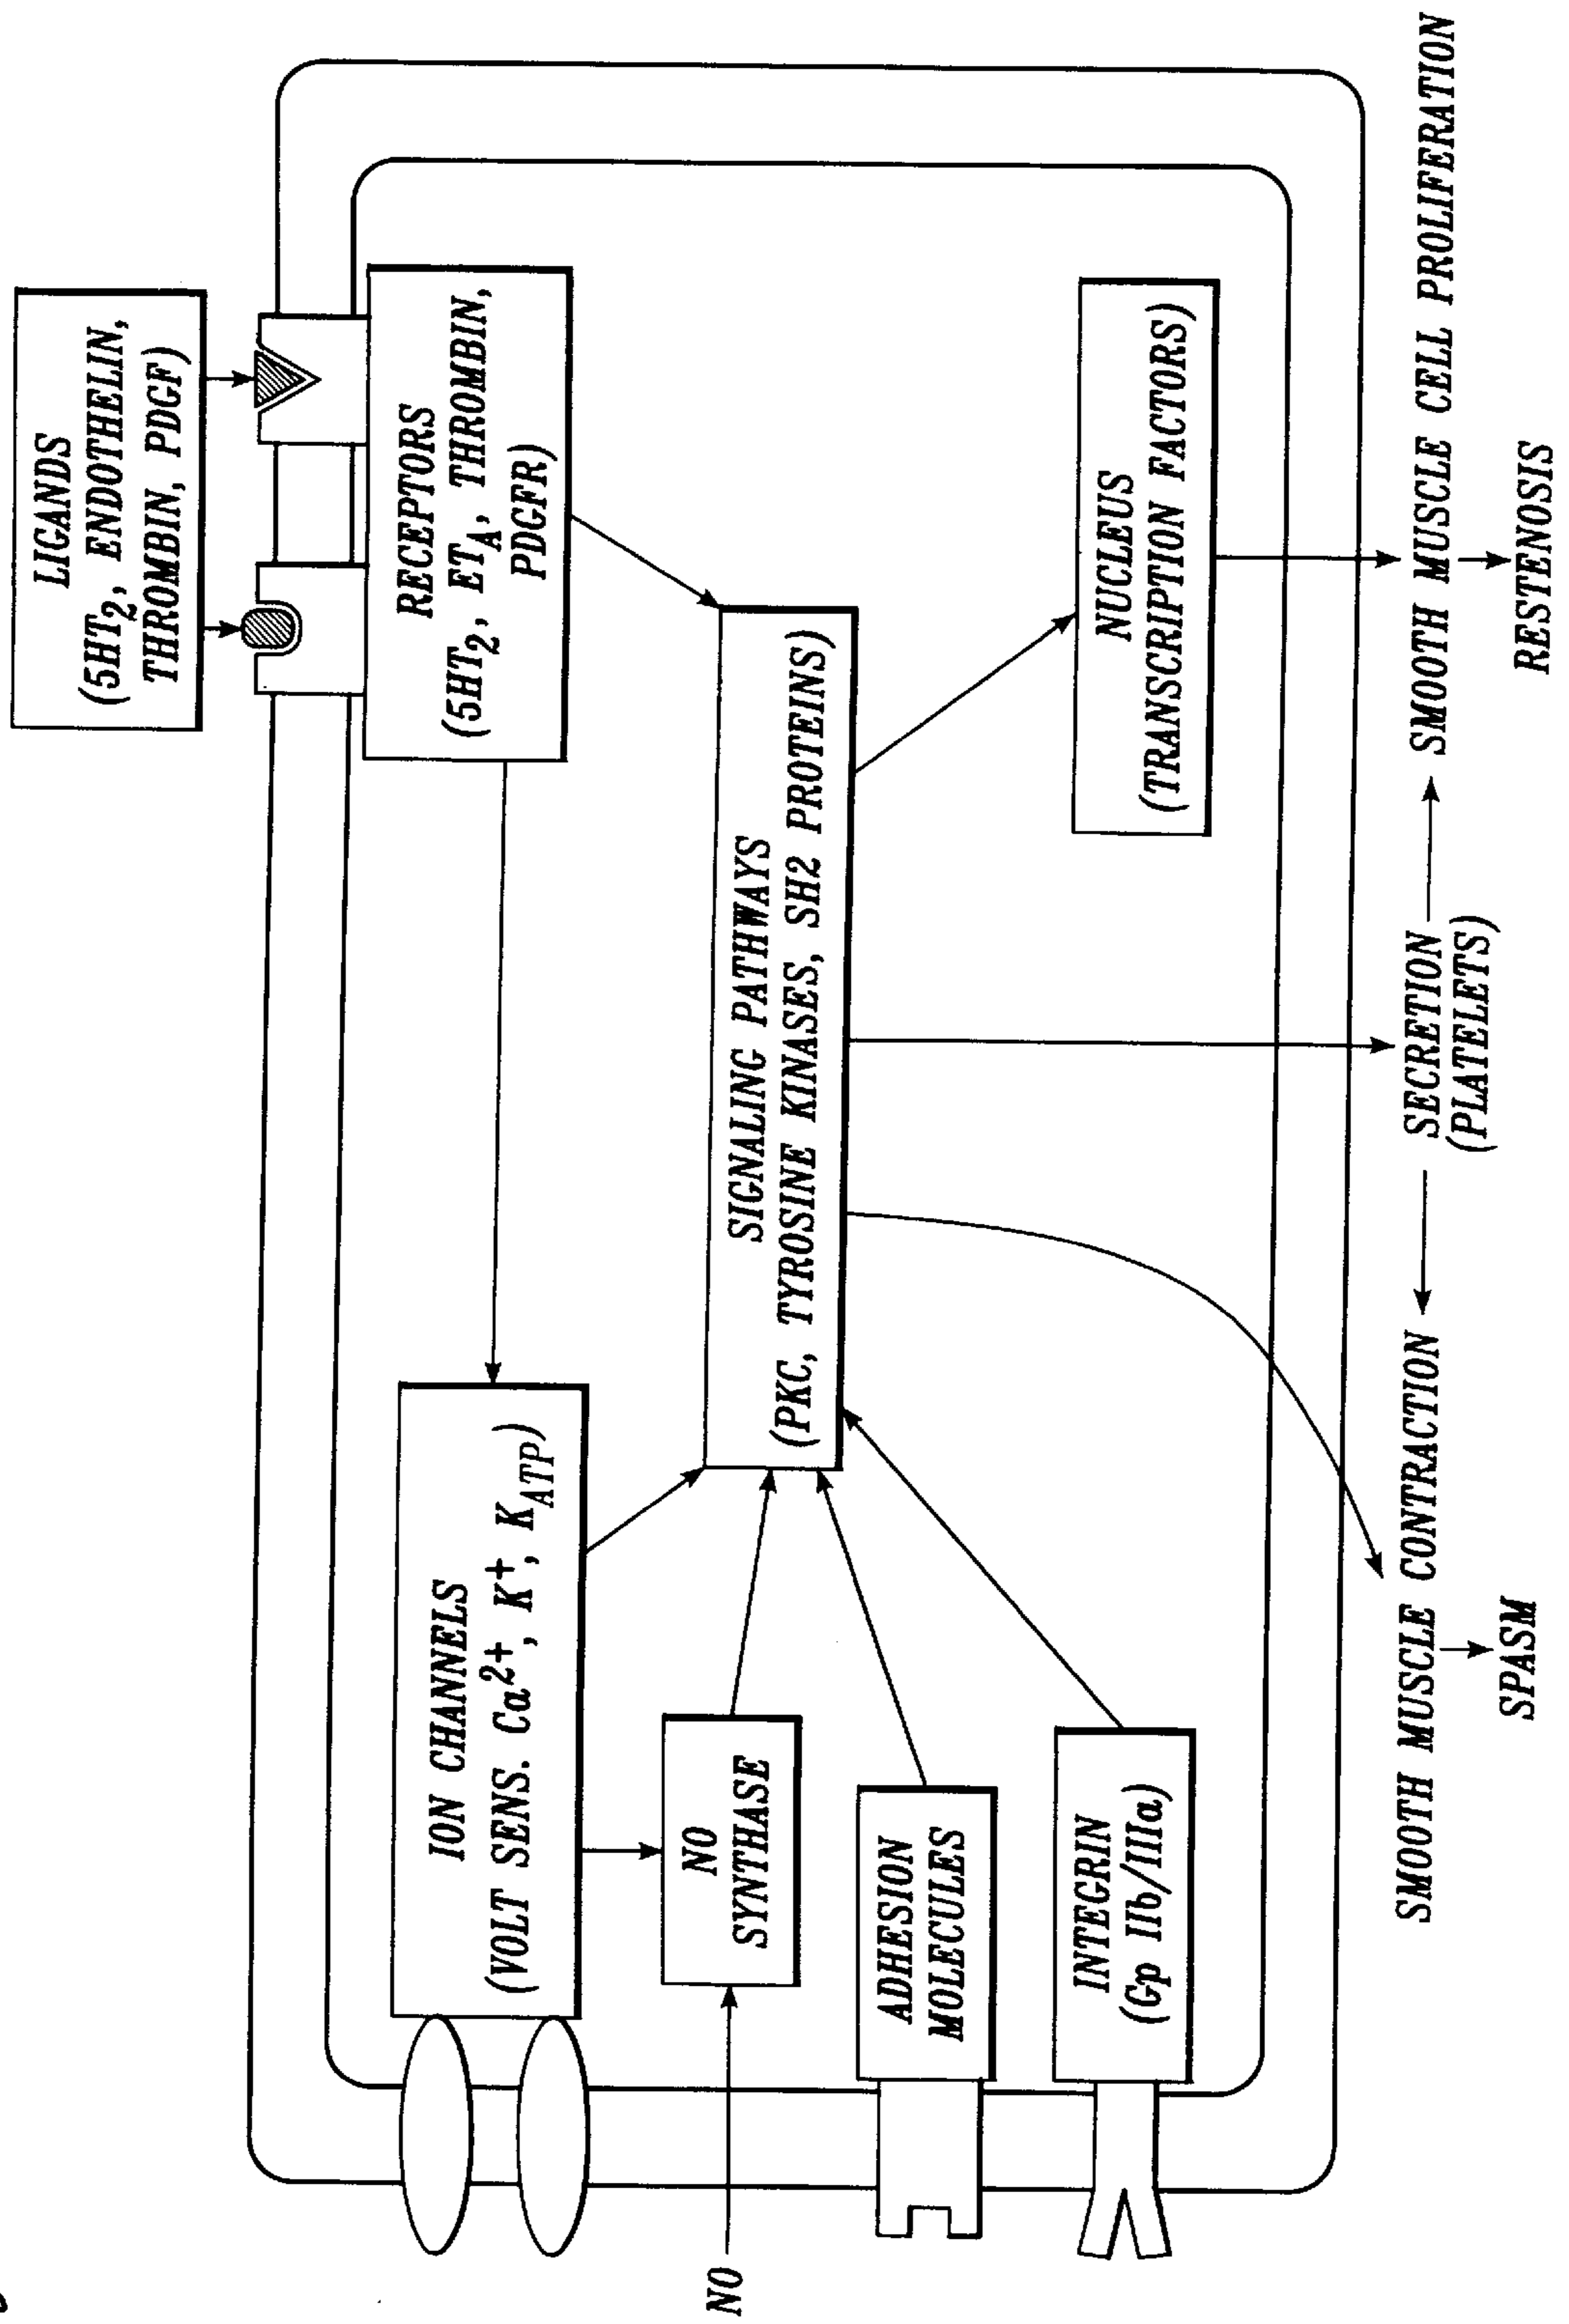 LIGANDS
(5HT2, ENDOTHELIN,
THROMBIN, PDGF)
RECEPTORS
(5HT2, ETA, THROMBIN,
PDGFR)
ION CHANNELS
(VOLT SENS. Ca2+, K+, KATP)
NO
NO
SYNTHASE
SIGNALING PATHWAYS
(PKC, TYROSINE KINASES, SH2 PROTEINS)
ADHESION
MOLECULES
INTEGRIN
(Gp IIb/IIIa)
NUCLEUS
(TRANSCRIPTION FACTORS)
SMOOTH MUSCLE CONTRACTION
SPASM
SECRETION
(PLATELETS)
SMOOTH MUSCLE CELL PROLIFERATION
RESTENOSIS